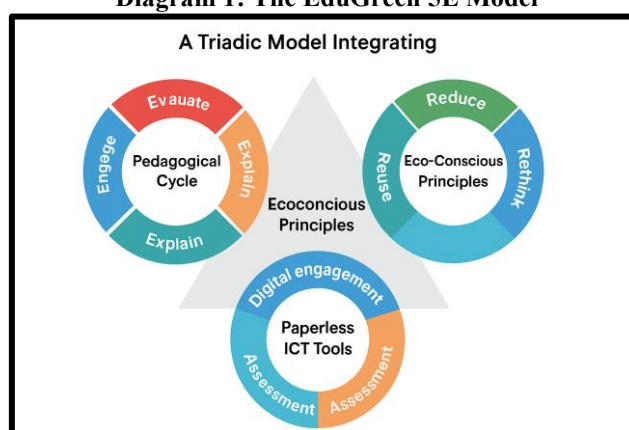 Diagram 1: The EduGreen 5E Model
A Triadic Model Integrating
Evauate
Engage
Pedagogical
Cycle
Explain
Explain
Reduce
Reuse
Eco-Conscious
Principles
Rethink
Ecoconcious
Principles
Digital engagement
Paperless
ICT Tools
Assessment
Assessment